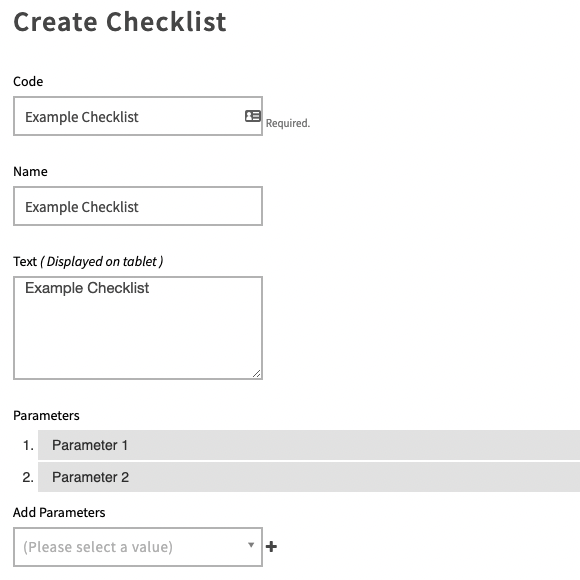 Create Checklist
Code
Example Checklist
Required.
Name
Example Checklist
Text ( Displayed on tablet )
Example Checklist
Parameters
1. Parameter 1
2. Parameter 2
Add Parameters
(Please select a value)